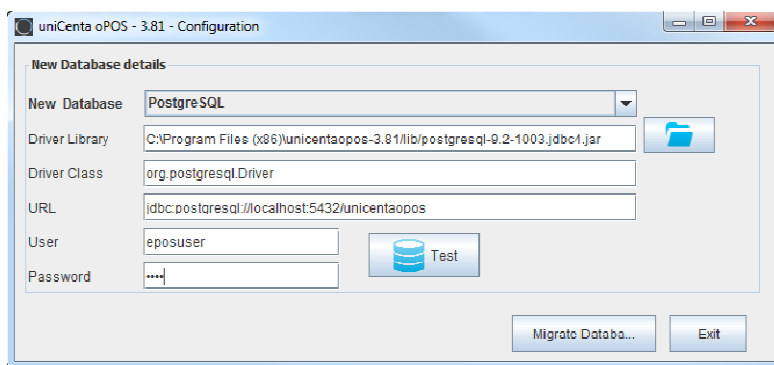 uniCenta oPOS - 3.81 - Configuration
New Database details
New Database PostgreSQL
Driver Library C:\Program Files (x86)\unicentaopos-3.81/lib/postgresql-9.2-1003.jdbc4.jar
Driver Class org.postgresql.Driver
URL jdbc:postgresql://localhost:5432/unicentaopos
User eposuser
Test
Password ••••
Migrate Databa... Exit